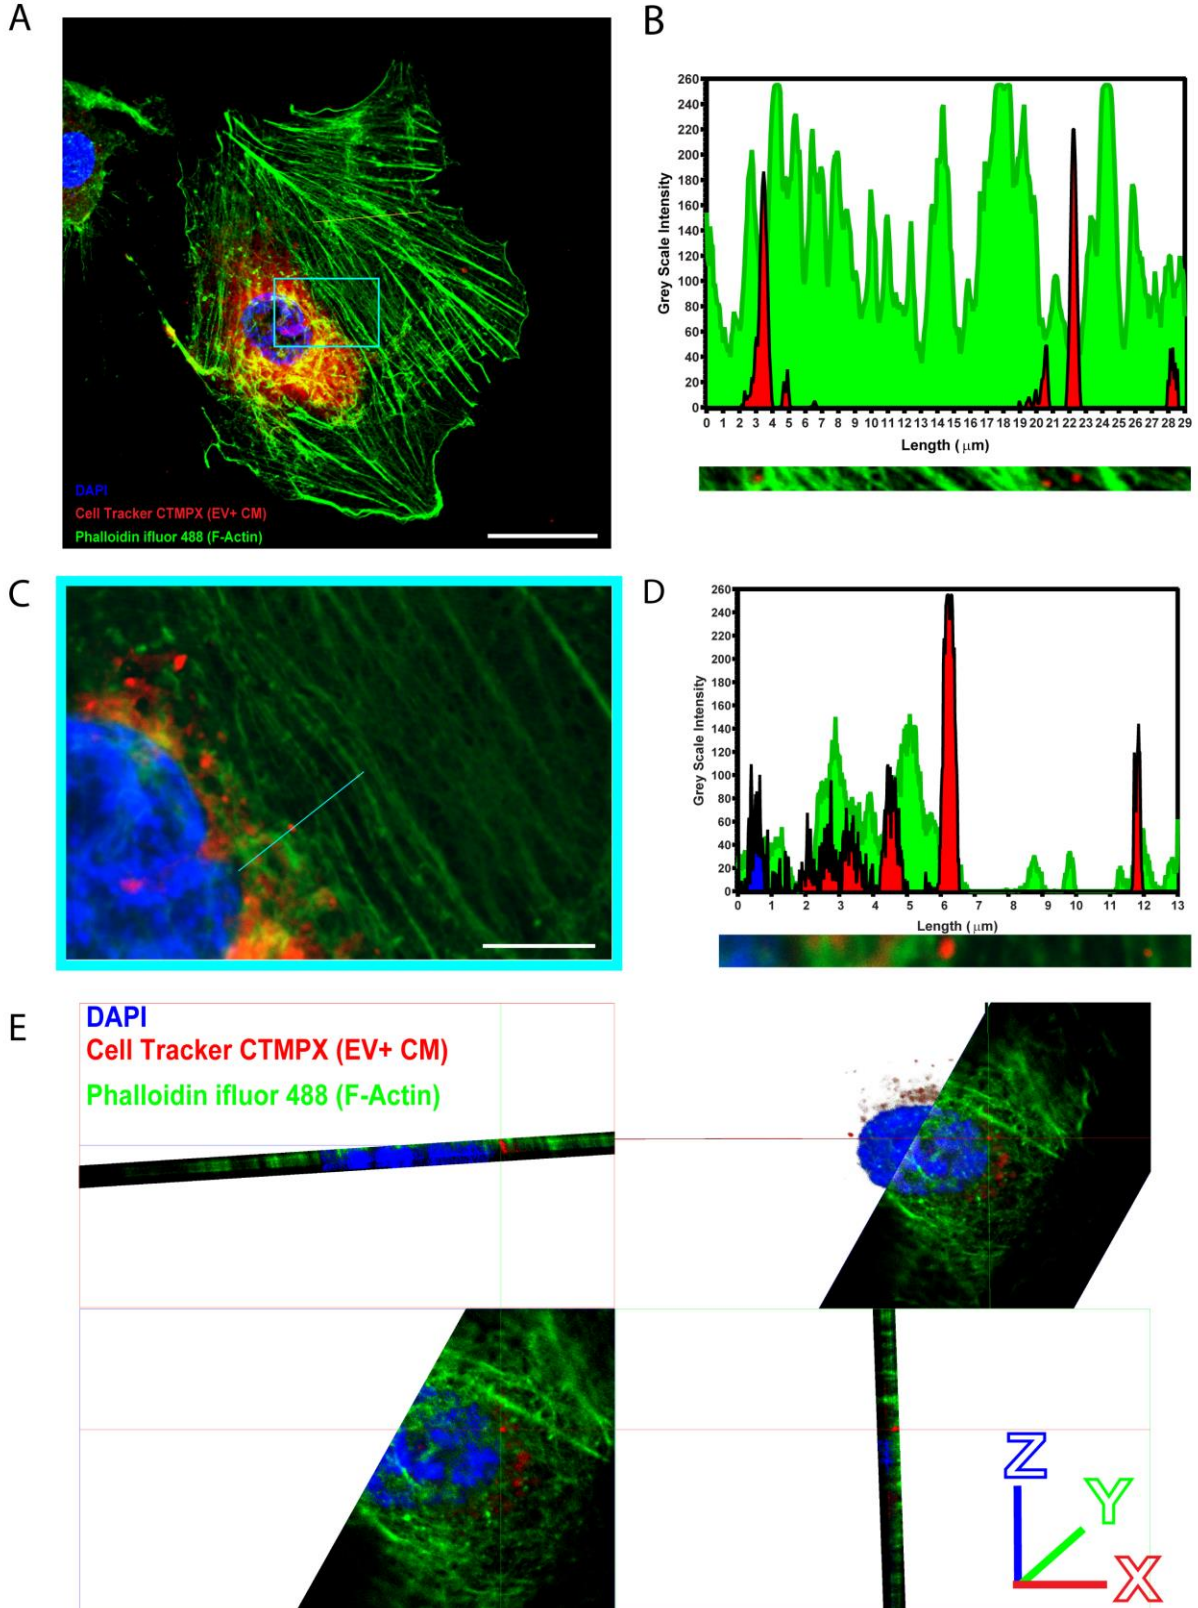 A
DAPI
Cell Tracker CTMPX (EV+ CM)
Phalloidin ifluor 488 (F-Actin)
B
Grey Scale Intensity
260
240
220
200
180
160
140
120
100
80
60
40
20
0
0 1 2 3 4 5 6 7 8 9 10 11 12 13 14 15 16 17 18 19 20 21 22 23 24 25 26 27 28 29
Length (μm)
C
D
Grey Scale Intensity
260
240
220
200
180
160
140
120
100
80
60
40
20
0
0 1 2 3 4 5 6 7 8 9 10 11 12 13
Length (μm)
E
DAPI
Cell Tracker CTMPX (EV+ CM)
Phalloidin ifluor 488 (F-Actin)
Z
Y
X